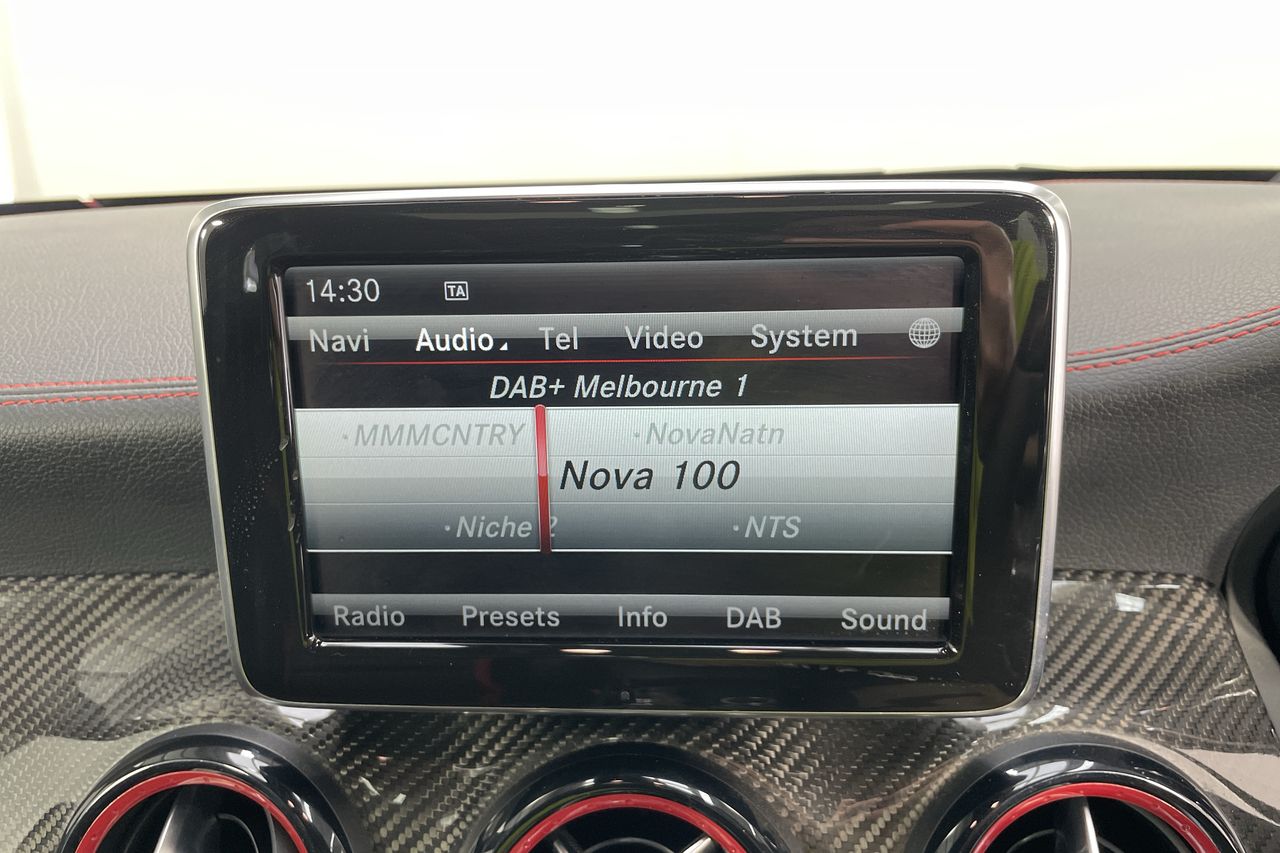 14:30 TA
Navi Audio Tel Video System
DAB+ Melbourne 1
·MMMCNTRY ·NovaNatn
Nova 100
·Niche 2 ·NTS
Radio Presets Info DAB Sound